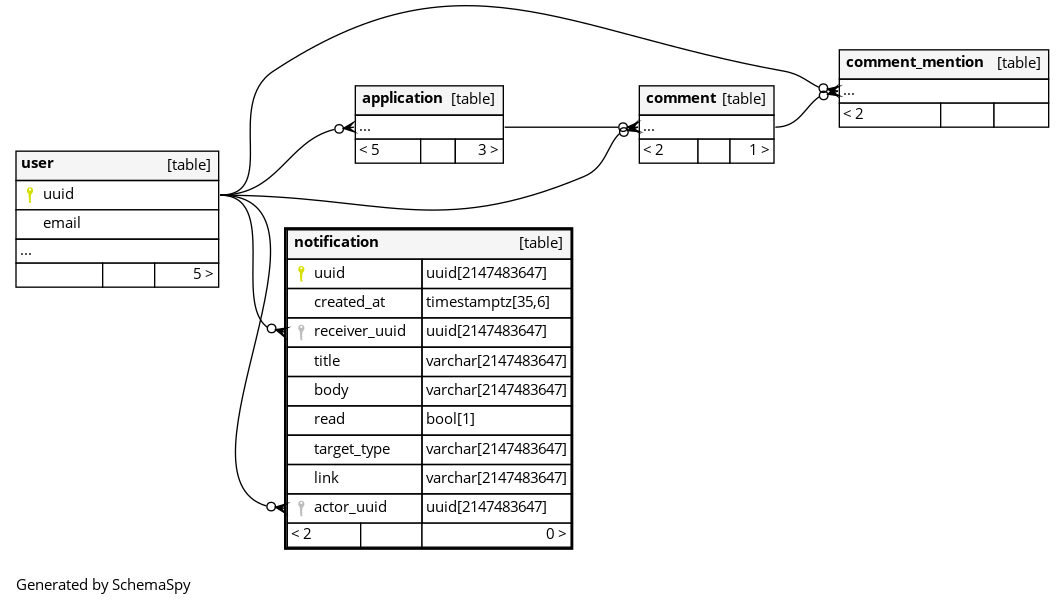 comment_mention [table]
...
< 2
application [table]
...
< 5 3 >
comment [table]
...
< 2 1 >
user [table]
uuid
email
...
5 >
notification [table]
uuid uuid[2147483647]
created_at timestamptz[35,6]
receiver_uuid uuid[2147483647]
title varchar[2147483647]
body varchar[2147483647]
read bool[1]
target_type varchar[2147483647]
link varchar[2147483647]
actor_uuid uuid[2147483647]
< 2 0 >
Generated by SchemaSpy